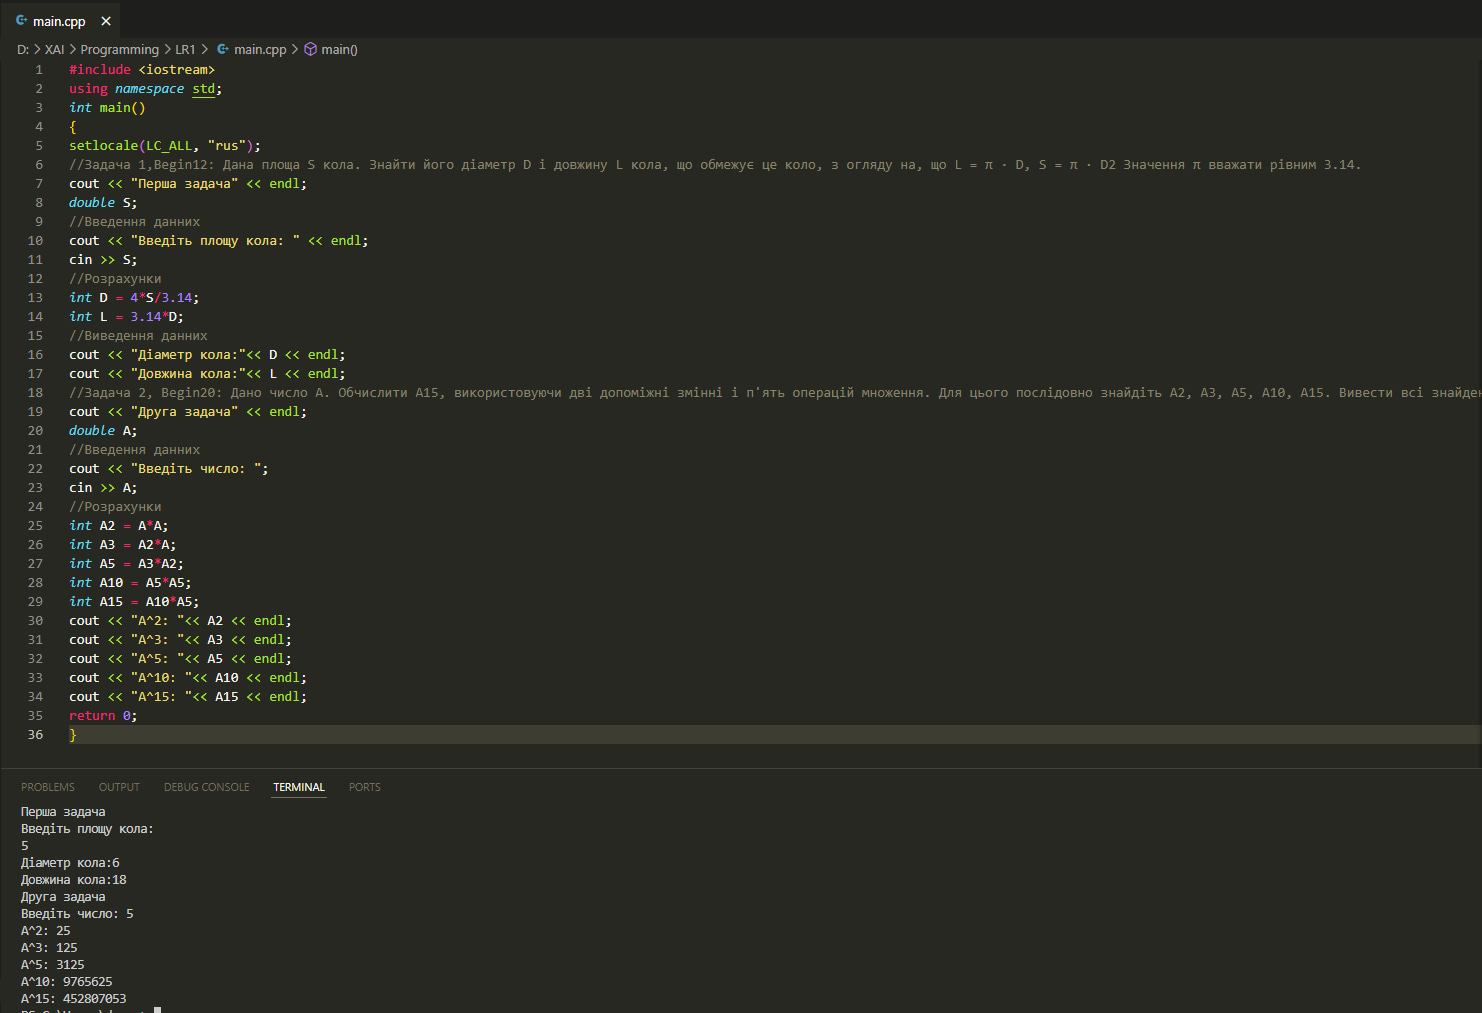 main.cpp ×
D: > XAI > Programming > LR1 > main.cpp > main()
1 #include <iostream>
2 using namespace std;
3 int main()
4 {
5 setlocale(LC_ALL, "rus");
6 //Задача 1,Begin12: Дана площа S кола. Знайти його діаметр D і довжину L кола, що обмежує це коло, з огляду на, що L = π · D, S = π · D2 Значення π вважати рівним 3.14.
7 cout << "Перша задача" << endl;
8 double S;
9 //Введення данних
10 cout << "Введіть площу кола: " << endl;
11 cin >> S;
12 //Розрахунки
13 int D = 4*S/3.14;
14 int L = 3.14*D;
15 //Виведення данних
16 cout << "Діаметр кола:"<< D << endl;
17 cout << "Довжина кола:"<< L << endl;
18 //Задача 2, Begin20: Дано число A. Обчислити A15, використовуючи дві допоміжні змінні і п'ять операцій множення. Для цього послідовно знайдіть A2, A3, A5, A10, A15. Вивести всі знайден
19 cout << "Друга задача" << endl;
20 double A;
21 //Введення данних
22 cout << "Введіть число: ";
23 cin >> A;
24 //Розрахунки
25 int A2 = A*A;
26 int A3 = A2*A;
27 int A5 = A3*A2;
28 int A10 = A5*A5;
29 int A15 = A10*A5;
30 cout << "A^2: "<< A2 << endl;
31 cout << "A^3: "<< A3 << endl;
32 cout << "A^5: "<< A5 << endl;
33 cout << "A^10: "<< A10 << endl;
34 cout << "A^15: "<< A15 << endl;
35 return 0;
36 }
PROBLEMS OUTPUT DEBUG CONSOLE TERMINAL PORTS
Перша задача
Введіть площу кола:
5
Діаметр кола:6
Довжина кола:18
Друга задача
Введіть число: 5
A^2: 25
A^3: 125
A^5: 3125
A^10: 9765625
A^15: 452807053